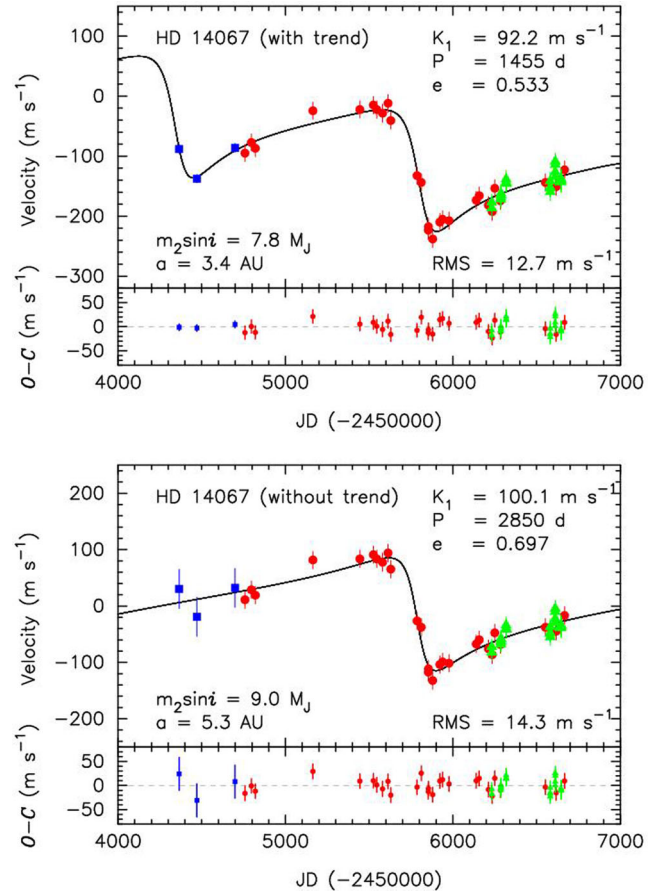 HD 14067 (with trend)
K₁ = 92.2 m s⁻¹
P = 1455 d
e = 0.533
100
0
−100
−200
−300
Velocity (m s⁻¹)
m₂sini = 7.8 M_J
a = 3.4 AU
RMS = 12.7 m s⁻¹
50
0
−50
O−C (m s⁻¹)
4000 5000 6000 7000
JD (−2450000)
HD 14067 (without trend)
K₁ = 100.1 m s⁻¹
P = 2850 d
e = 0.697
200
100
0
−100
−200
Velocity (m s⁻¹)
m₂sini = 9.0 M_J
a = 5.3 AU
RMS = 14.3 m s⁻¹
50
0
−50
O−C (m s⁻¹)
4000 5000 6000 7000
JD (−2450000)